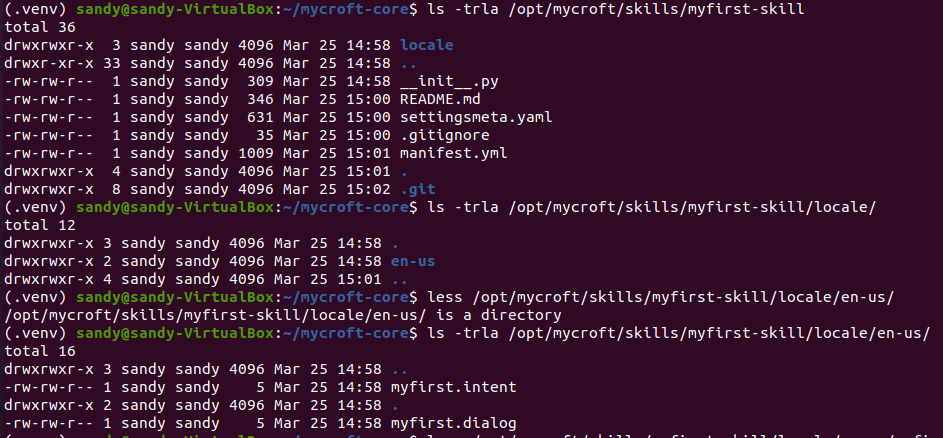 (.venv) sandy@sandy-VirtualBox:~/mycroft-core$ ls -trla /opt/mycroft/skills/myfirst-skill
total 36
drwxrwxr-x  3 sandy sandy 4096 Mar 25 14:58 locale
drwxr-xr-x 33 sandy sandy 4096 Mar 25 14:58 ..
-rw-rw-r--  1 sandy sandy  309 Mar 25 14:58 __init__.py
-rw-rw-r--  1 sandy sandy  346 Mar 25 15:00 README.md
-rw-rw-r--  1 sandy sandy  631 Mar 25 15:00 settingsmeta.yaml
-rw-rw-r--  1 sandy sandy   35 Mar 25 15:00 .gitignore
-rw-rw-r--  1 sandy sandy 1009 Mar 25 15:01 manifest.yml
drwxrwxr-x  4 sandy sandy 4096 Mar 25 15:01 .
drwxrwxr-x  8 sandy sandy 4096 Mar 25 15:02 .git
(.venv) sandy@sandy-VirtualBox:~/mycroft-core$ ls -trla /opt/mycroft/skills/myfirst-skill/locale/
total 12
drwxrwxr-x 3 sandy sandy 4096 Mar 25 14:58 .
drwxrwxr-x 2 sandy sandy 4096 Mar 25 14:58 en-us
drwxrwxr-x 4 sandy sandy 4096 Mar 25 15:01 ..
(.venv) sandy@sandy-VirtualBox:~/mycroft-core$ less /opt/mycroft/skills/myfirst-skill/locale/en-us/
/opt/mycroft/skills/myfirst-skill/locale/en-us/ is a directory
(.venv) sandy@sandy-VirtualBox:~/mycroft-core$ ls -trla /opt/mycroft/skills/myfirst-skill/locale/en-us/
total 16
drwxrwxr-x 3 sandy sandy 4096 Mar 25 14:58 ..
-rw-rw-r-- 1 sandy sandy    5 Mar 25 14:58 myfirst.intent
drwxrwxr-x 2 sandy sandy 4096 Mar 25 14:58 .
-rw-rw-r-- 1 sandy sandy    5 Mar 25 14:58 myfirst.dialog